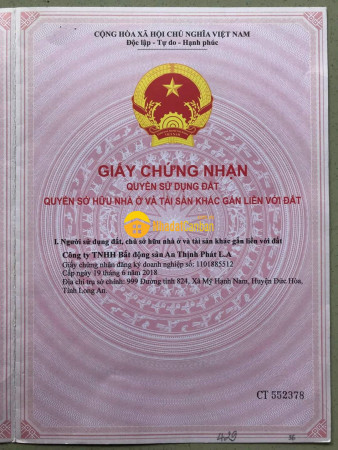 CỘNG HÒA XÃ HỘI CHỦ NGHĨA VIỆT NAM
Độc lập - Tự do - Hạnh phúc
GIẤY CHỨNG NHẬN
QUYỀN SỬ DỤNG ĐẤT
QUYỀN SỞ HỮU NHÀ Ở VÀ TÀI SẢN KHÁC GẮN LIỀN VỚI ĐẤT
I. Người sử dụng đất, chủ sở hữu nhà ở và tài sản khác gắn liền với đất
Công ty TNHH Bất động sản An Thịnh Phát L.A
Giấy chứng nhận đăng ký doanh nghiệp số: 1101885512
Cấp ngày 19 tháng 6 năm 2018.
Địa chỉ trụ sở chính: 999 Đường tỉnh 824, Xã Mỹ Hạnh Nam, Huyện Đức Hòa,
Tỉnh Long An.
CT 552378